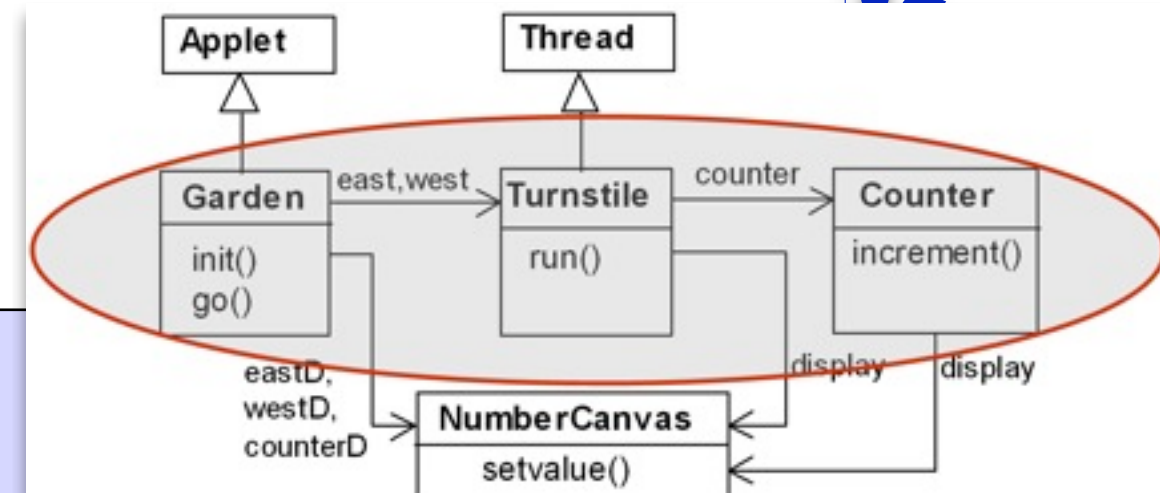 Applet
Thread
Garden
east,west
Turnstile
counter
Counter
init()
go()
run()
increment()
eastD,
westD,
counterD
display
display
NumberCanvas
setvalue()